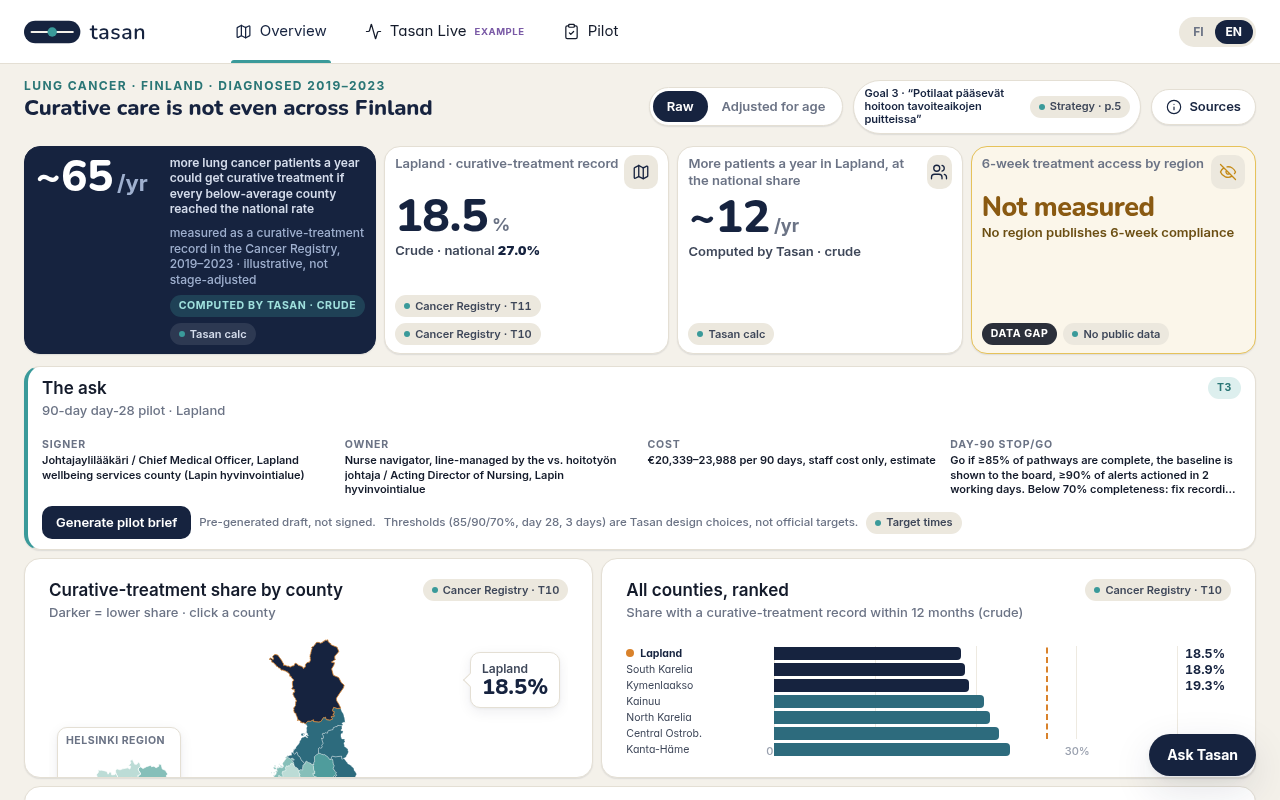 tasan
Overview
Tasan Live EXAMPLE
Pilot
FI EN
LUNG CANCER · FINLAND · DIAGNOSED 2019–2023
Curative care is not even across Finland
Raw
Adjusted for age
Goal 3 · “Potilaat pääsevät
hoitoon tavoiteaikojen
puitteissa”
Strategy · p.5
Sources
~65 /yr
more lung cancer patients a year
could get curative treatment if
every below-average county
reached the national rate
measured as a curative-treatment
record in the Cancer Registry,
2019–2023 · illustrative, not
stage-adjusted
COMPUTED BY TASAN · CRUDE
Tasan calc
Lapland · curative-treatment record
18.5 %
Crude · national 27.0%
Cancer Registry · T11
Cancer Registry · T10
More patients a year in Lapland, at
the national share
~12 /yr
Computed by Tasan · crude
Tasan calc
6-week treatment access by region
Not measured
No region publishes 6-week compliance
DATA GAP
No public data
The ask
T3
90-day day-28 pilot · Lapland
SIGNER
Johtajaylilääkäri / Chief Medical Officer, Lapland
wellbeing services county (Lapin hyvinvointialue)
OWNER
Nurse navigator, line-managed by the vs. hoitotyön
johtaja / Acting Director of Nursing, Lapin
hyvinvointialue
COST
€20,339–23,988 per 90 days, staff cost only, estimate
DAY-90 STOP/GO
Go if ≥85% of pathways are complete, the baseline is
shown to the board, ≥90% of alerts actioned in 2
working days. Below 70% completeness: fix recordi...
Generate pilot brief
Pre-generated draft, not signed.
Thresholds (85/90/70%, day 28, 3 days) are Tasan design choices, not official targets.
Target times
Curative-treatment share by county
Cancer Registry · T10
Darker = lower share · click a county
Lapland
18.5%
HELSINKI REGION
All counties, ranked
Cancer Registry · T10
Share with a curative-treatment record within 12 months (crude)
Lapland 18.5%
South Karelia 18.9%
Kymenlaakso 19.3%
Kainuu
North Karelia
Central Ostrob.
Kanta-Häme
0
30%
Ask Tasan